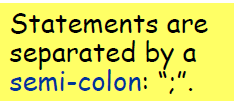 Statements are
separated by a
semi-colon: “;”.